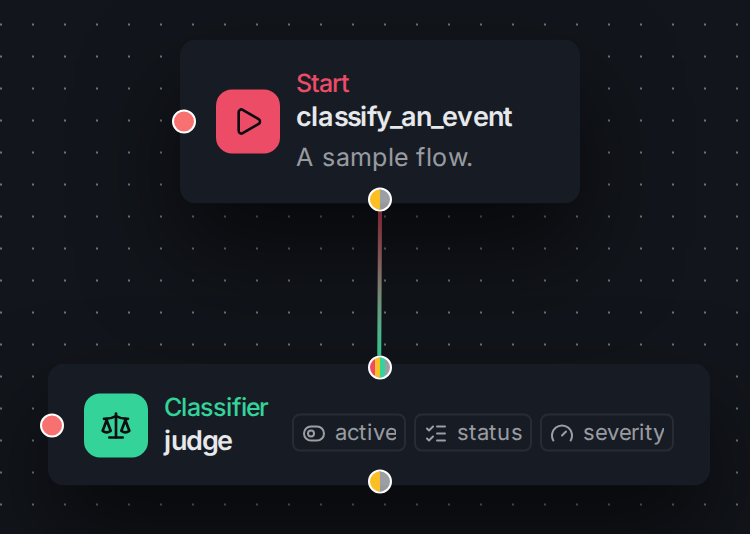 Start
classify_an_event
A sample flow.
Classifier
judge
active
status
severity